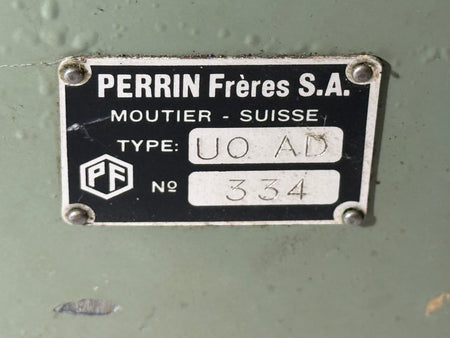 PERRIN Frères S.A.
MOUTIER - SUISSE
TYPE: UO AD
PF Nº 334